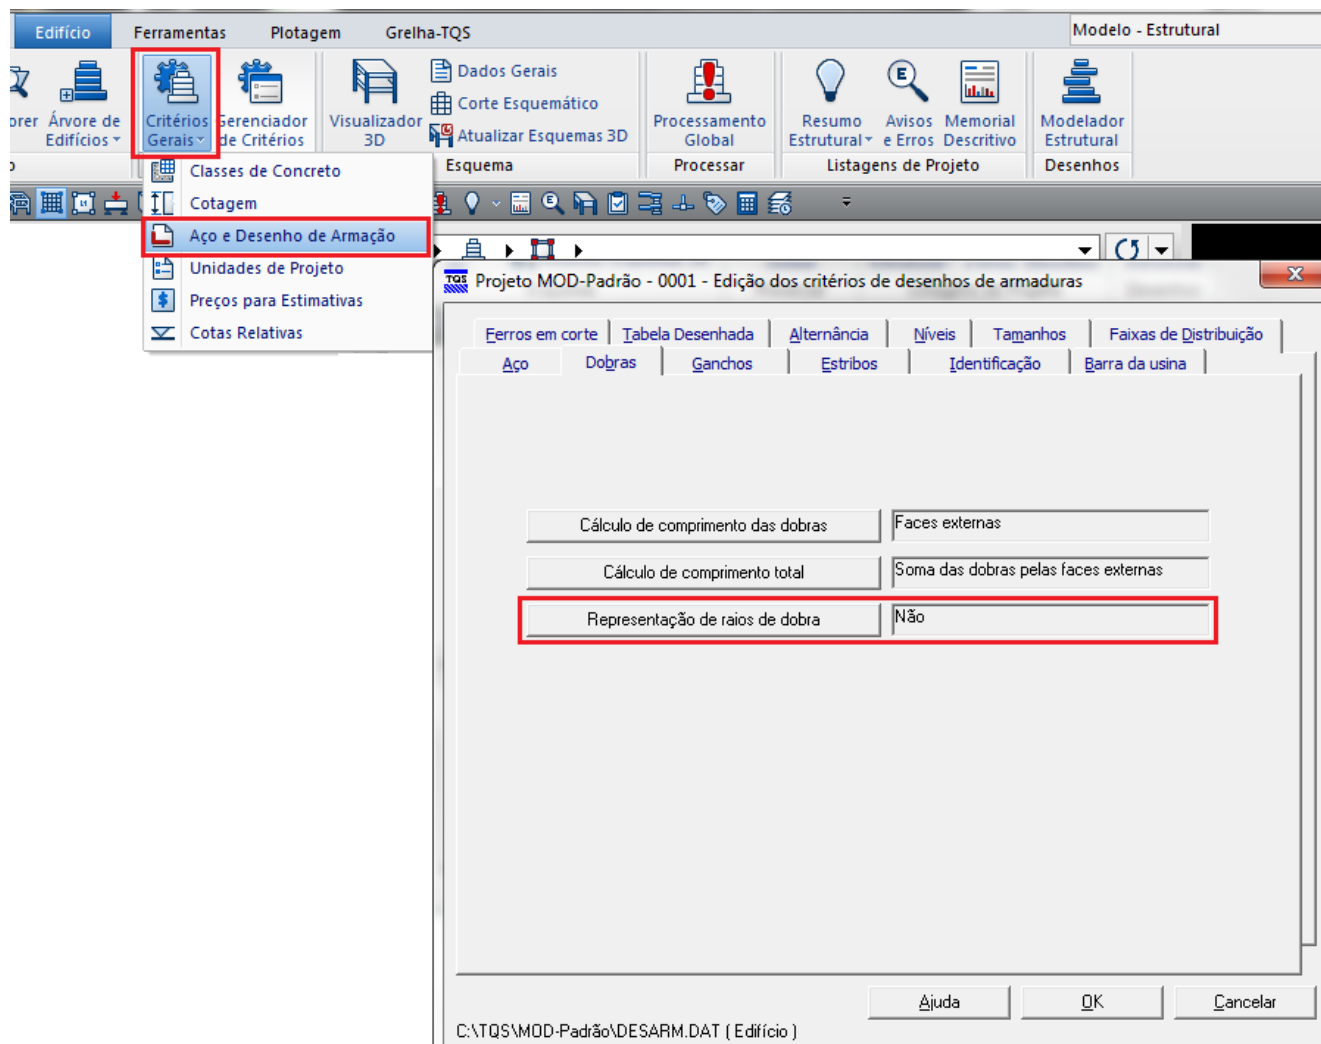 Edifício Ferramentas Plotagem Grelha-TQS Modelo - Estrutural
Árvore de Edifícios
Critérios Gerais
Gerenciador de Critérios
Visualizador 3D
Dados Gerais
Corte Esquemático
Atualizar Esquemas 3D
Processamento Global
Resumo Estrutural
Avisos e Erros
Memorial Descritivo
Modelador Estrutural
Esquema Processar Listagens de Projeto Desenhos
Classes de Concreto
Cotagem
Aço e Desenho de Armação
Unidades de Projeto
Preços para Estimativas
Cotas Relativas
TQS Projeto MOD-Padrão - 0001 - Edição dos critérios de desenhos de armaduras
Ferros em corte Tabela Desenhada Alternância Níveis Tamanhos Faixas de Distribuição
Aço Dobras Ganchos Estribos Identificação Barra da usina
Cálculo de comprimento das dobras Faces externas
Cálculo de comprimento total Soma das dobras pelas faces externas
Representação de raios de dobra Não
Ajuda OK Cancelar
C:\TQS\MOD-Padrão\DESARM.DAT ( Edifício )